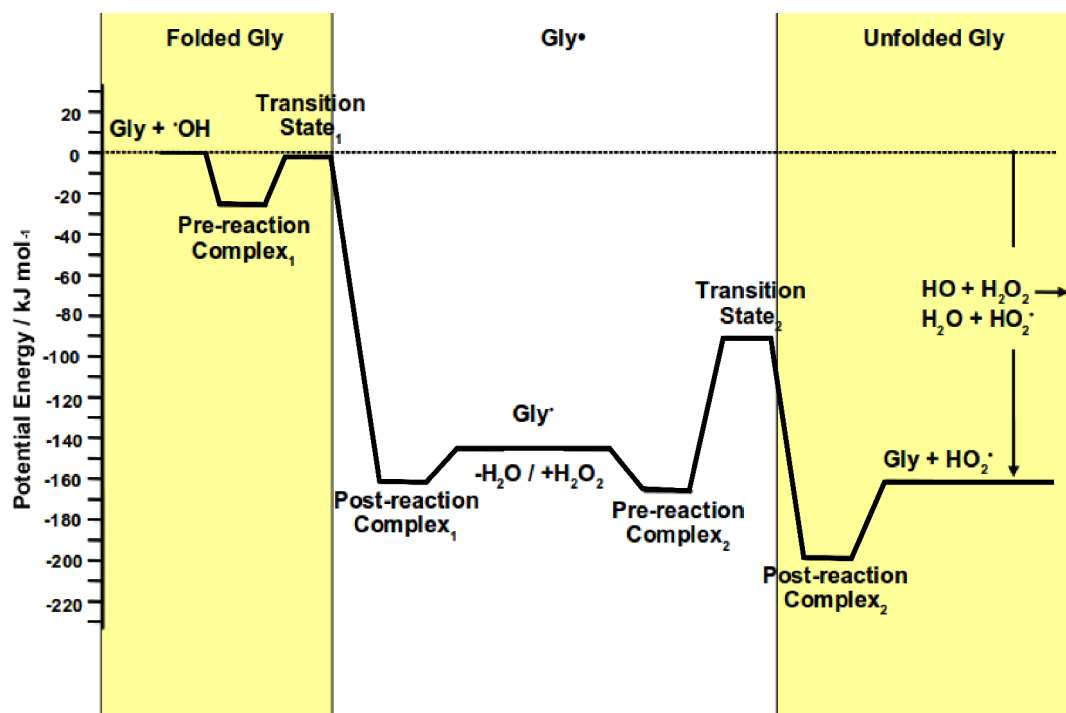 Folded Gly
Gly•
Unfolded Gly
Transition
State₁
Gly + ·OH
20
0
-20
-40
-60
-80
-100
-120
-140
-160
-180
-200
-220
Potential Energy / kJ mol-1
Pre-reaction
Complex₁
Post-reaction
Complex₁
Gly·
-H₂O / +H₂O₂
Pre-reaction
Complex₂
Transition
State₂
HO + H₂O₂ →
H₂O + HO₂·
Gly + HO₂·
Post-reaction
Complex₂